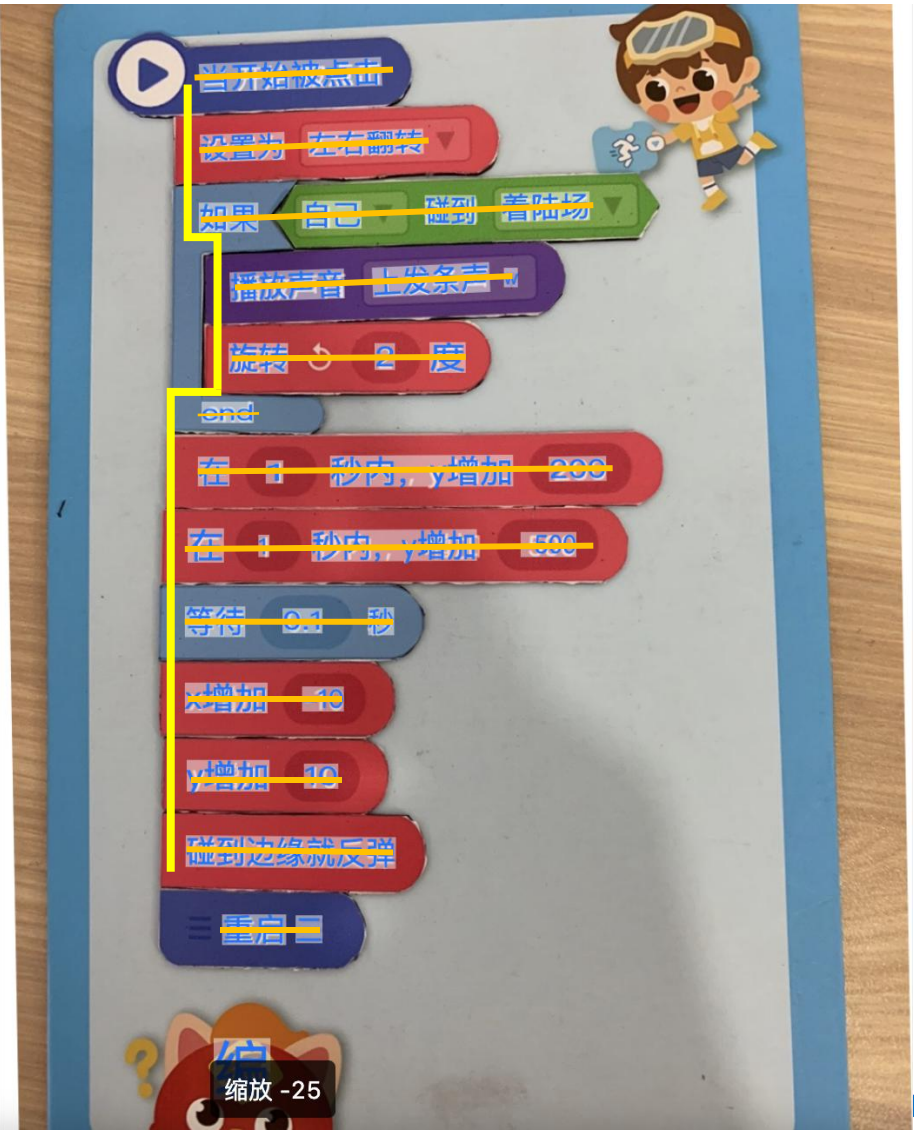 当开始被点击
设置为 左右翻转
如果 自己 碰到 着陆场
播放声音 上发条声
旋转 2 度
end
在 1 秒内，y增加 200
在 1 秒内，y增加 -500
等待 0.1 秒
x增加 -10
y增加 10
碰到边缘就反弹
重启
编
缩放 -25